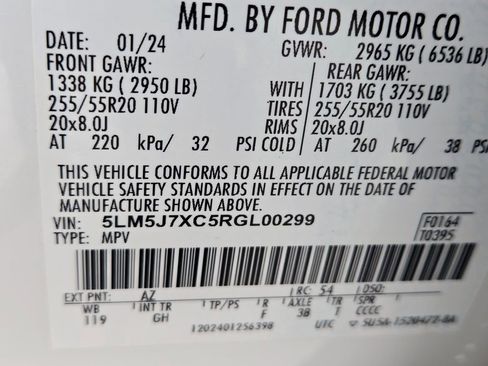 MFD. BY FORD MOTOR CO.
DATE: 01/24 GVWR: 2965 KG ( 6536 LB)
FRONT GAWR: REAR GAWR:
1338 KG ( 2950 LB) WITH 1703 KG ( 3755 LB)
255/55R20 110V TIRES 255/55R20 110V
20x8.0J RIMS 20x8.0J
AT 220 kPa/ 32 PSI COLD AT 260 kPa/ 38 PSI
THIS VEHICLE CONFORMS TO ALL APPLICABLE FEDERAL MOTOR
VEHICLE SAFETY STANDARDS IN EFFECT ON THE DATE OF
MANUFACTURE SHOWN ABOVE.
VIN: 5LM5J7XC5RGL00299 F0164
TYPE: MPV T0395
EXT PNT: AZ RC: 54 DSO:
WB INT TR TP/PS R AXLE TR SPR
119 GH F 38 T CCCC
1202401256398 UTC